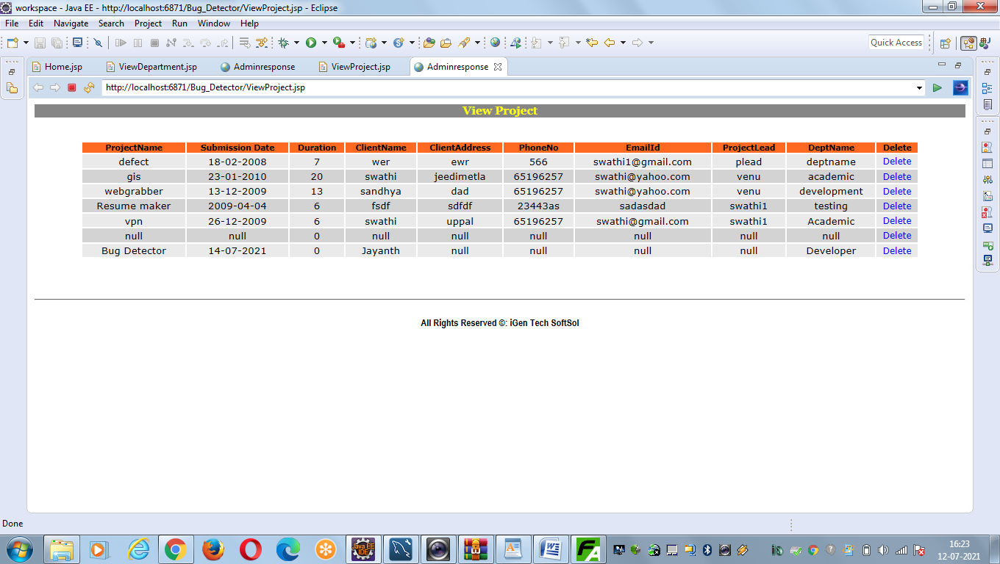 workspace - Java EE - http://localhost:6871/Bug_Detector/ViewProject.jsp - Eclipse
File Edit Navigate Search Project Run Window Help
Quick Access
Home.jsp ViewDepartment.jsp Adminresponse ViewProject.jsp Adminresponse
http://localhost:6871/Bug_Detector/ViewProject.jsp
View Project
ProjectName Submission Date Duration ClientName ClientAddress PhoneNo EmailId ProjectLead DeptName Delete
defect 18-02-2008 7 wer ewr 566 swathi1@gmail.com plead deptname Delete
gis 23-01-2010 20 swathi jeedimetla 65196257 swathi@yahoo.com venu academic Delete
webgrabber 13-12-2009 13 sandhya dad 65196257 swathi@yahoo.com venu development Delete
Resume maker 2009-04-04 6 fsdf sdfdf 23443as sadasdad swathi1 testing Delete
vpn 26-12-2009 6 swathi uppal 65196257 swathi@gmail.com swathi1 Academic Delete
null null 0 null null null null null null Delete
Bug Detector 14-07-2021 0 Jayanth null null null null Developer Delete
All Rights Reserved ©: iGen Tech SoftSol
Done
Java EE
IDE
16:23
12-07-2021